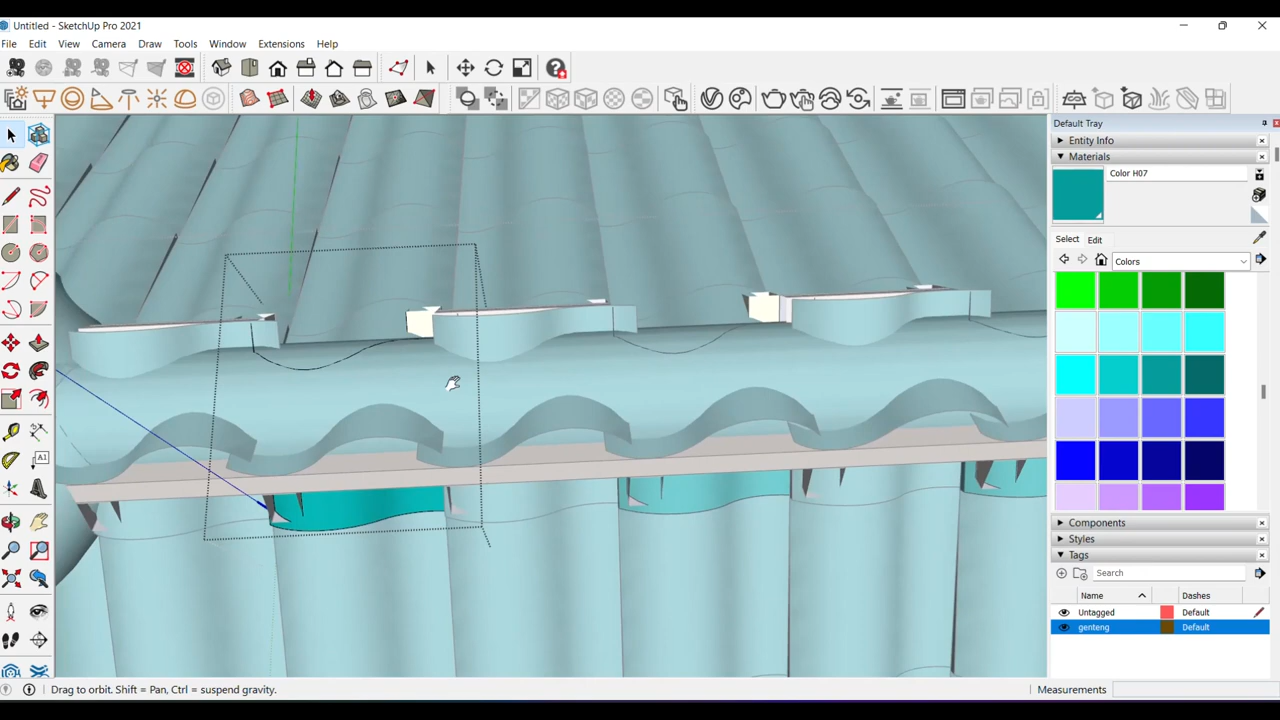 Untitled - SketchUp Pro 2021
File Edit View Camera Draw Tools Window Extensions Help
Default Tray
Entity Info
Materials
Color H07
Select Edit
Colors
A1
Components
Styles
Tags
Search
Name Dashes
Untagged Default
genteng Default
Drag to orbit. Shift = Pan, Ctrl = suspend gravity.
Measurements